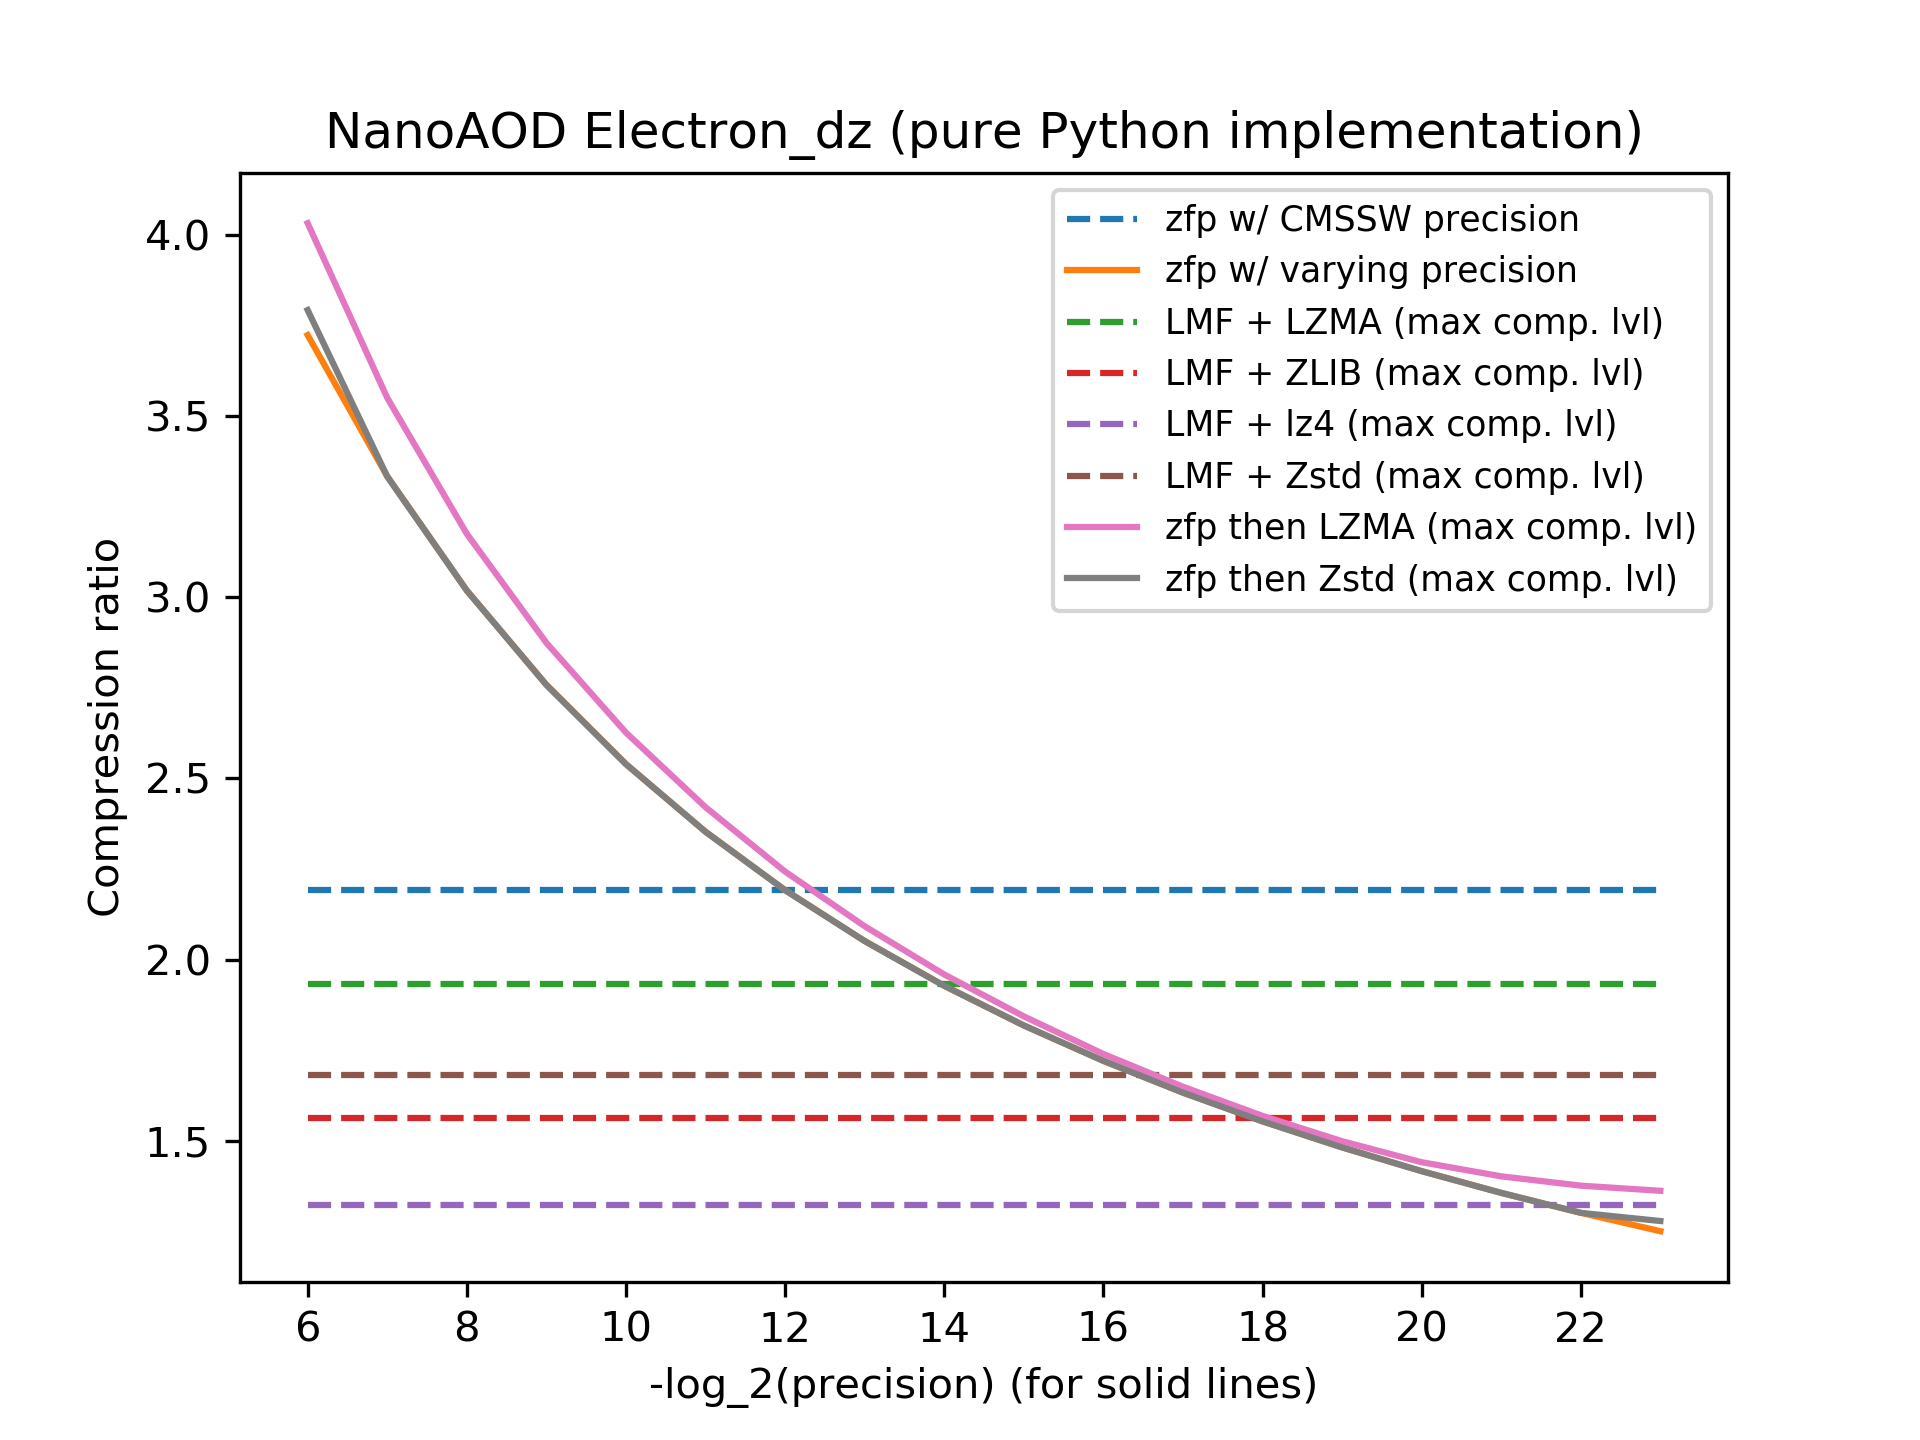 NanoAOD Electron_dz (pure Python implementation)
zfp w/ CMSSW precision
zfp w/ varying precision
LMF + LZMA (max comp. lvl)
LMF + ZLIB (max comp. lvl)
LMF + lz4 (max comp. lvl)
LMF + Zstd (max comp. lvl)
zfp then LZMA (max comp. lvl)
zfp then Zstd (max comp. lvl)
Compression ratio
4.0
3.5
3.0
2.5
2.0
1.5
6 8 10 12 14 16 18 20 22
-log_2(precision) (for solid lines)